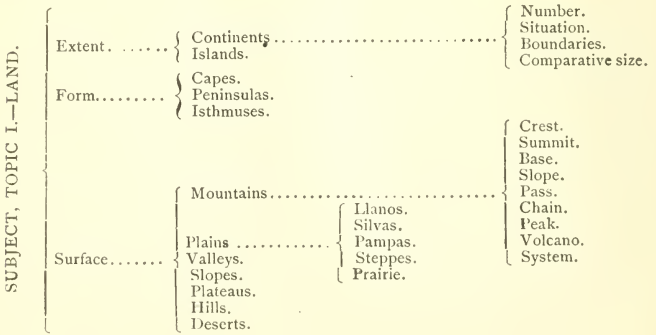 SUBJECT, TOPIC I.—LAND.
Extent. ....... Continents ....................................... Number.
Situation.
Islands. Boundaries.
Comparative size.
Form......... Capes.
Peninsulas.
Isthmuses.
Surface....... Mountains.................................... Crest.
Summit.
Base.
Slope.
Pass.
Chain.
Peak.
Volcano.
System.
Plains ............ Llanos.
Silvas.
Pampas.
Steppes.
Prairie.
Valleys.
Slopes.
Plateaus.
Hills.
Deserts.